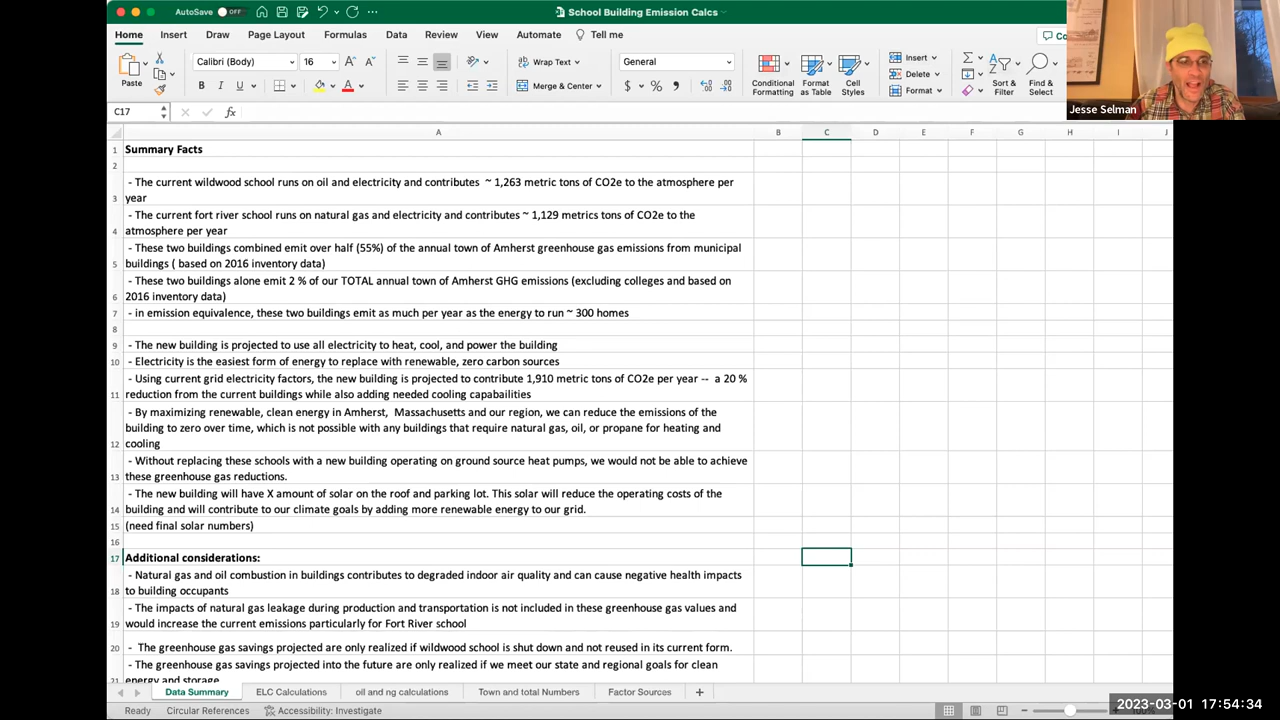 AutoSave OFF
School Building Emission Calcs
Home Insert Draw Page Layout Formulas Data Review View Automate Tell me
Paste
Calibri (Body) 16
B I U
Wrap Text
Merge & Center
General
$ % ,
Conditional Formatting
Format as Table
Cell Styles
Insert
Delete
Format
Sort & Filter
Find & Select
Jesse Selman
C17 fx
A B C D E F G H I J
1 Summary Facts
2
- The current wildwood school runs on oil and electricity and contributes ~ 1,263 metric tons of CO2e to the atmosphere per
3 year
- The current fort river school runs on natural gas and electricity and contributes ~ 1,129 metrics tons of CO2e to the
4 atmosphere per year
- These two buildings combined emit over half (55%) of the annual town of Amherst greenhouse gas emissions from municipal
5 buildings ( based on 2016 inventory data)
- These two buildings alone emit 2 % of our TOTAL annual town of Amherst GHG emissions (excluding colleges and based on
6 2016 inventory data)
7 - in emission equivalence, these two buildings emit as much per year as the energy to run ~ 300 homes
8
9 - The new building is projected to use all electricity to heat, cool, and power the building
10 - Electricity is the easiest form of energy to replace with renewable, zero carbon sources
- Using current grid electricity factors, the new building is projected to contribute 1,910 metric tons of CO2e per year -- a 20 %
11 reduction from the current buildings while also adding needed cooling capabailities
- By maximizing renewable, clean energy in Amherst, Massachusetts and our region, we can reduce the emissions of the
building to zero over time, which is not possible with any buildings that require natural gas, oil, or propane for heating and
12 cooling
- Without replacing these schools with a new building operating on ground source heat pumps, we would not be able to achieve
13 these greenhouse gas reductions.
- The new building will have X amount of solar on the roof and parking lot. This solar will reduce the operating costs of the
14 building and will contribute to our climate goals by adding more renewable energy to our grid.
15 (need final solar numbers)
16
17 Additional considerations:
- Natural gas and oil combustion in buildings contributes to degraded indoor air quality and can cause negative health impacts
18 to building occupants
- The impacts of natural gas leakage during production and transportation is not included in these greenhouse gas values and
19 would increase the current emissions particularly for Fort River school
20 - The greenhouse gas savings projected are only realized if wildwood school is shut down and not reused in its current form.
- The greenhouse gas savings projected into the future are only realized if we meet our state and regional goals for clean
21 energy and storage
Data Summary ELC Calculations oil and ng calculations Town and total Numbers Factor Sources +
Ready Circular References Accessibility: Investigate
2023-03-01 17:54:34